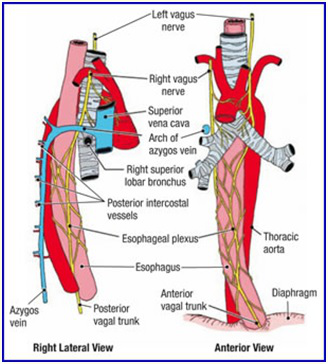 Left vagus
nerve
Right vagus
nerve
Superior
vena cava
Arch of
azygos vein
Right superior
lobar bronchus
Posterior intercostal
vessels
Esophageal plexus
Thoracic
aorta
Esophagus
Anterior
vagal trunk
Diaphragm
Azygos
vein
Posterior
vagal trunk
Right Lateral View
Anterior View